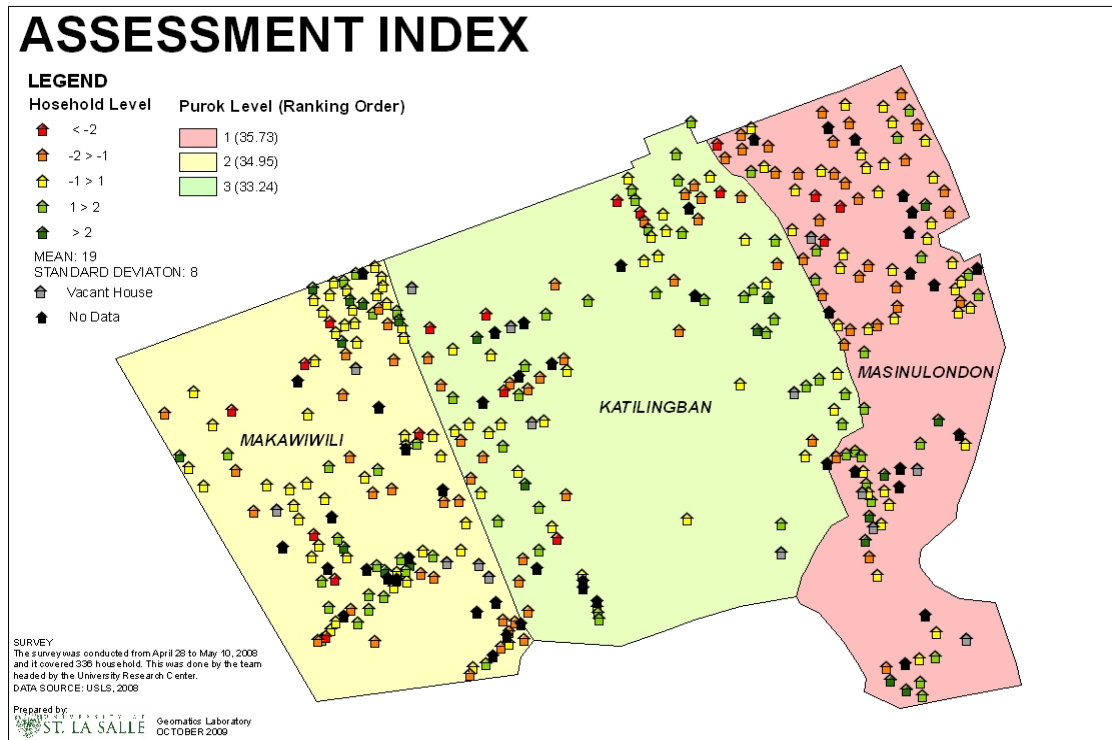 ASSESSMENT INDEX
LEGEND
Hosehold Level
< -2
-2 > -1
-1 > 1
1 > 2
> 2
MEAN: 19
STANDARD DEVIATON: 8
Vacant House
No Data
Purok Level (Ranking Order)
1 (35.73)
2 (34.95)
3 (33.24)
MASINULONDON
KATILINGBAN
MAKAWIWILI
SURVEY
The survey was conducted from April 28 to May 10, 2008
and it covered 336 household. This was done by the team
headed by the University Research Center.
DATA SOURCE: USLS, 2008
Prepared by:
UNIVERSITY OF
ST. LA SALLE
Geomatics Laboratory
OCTOBER 2009